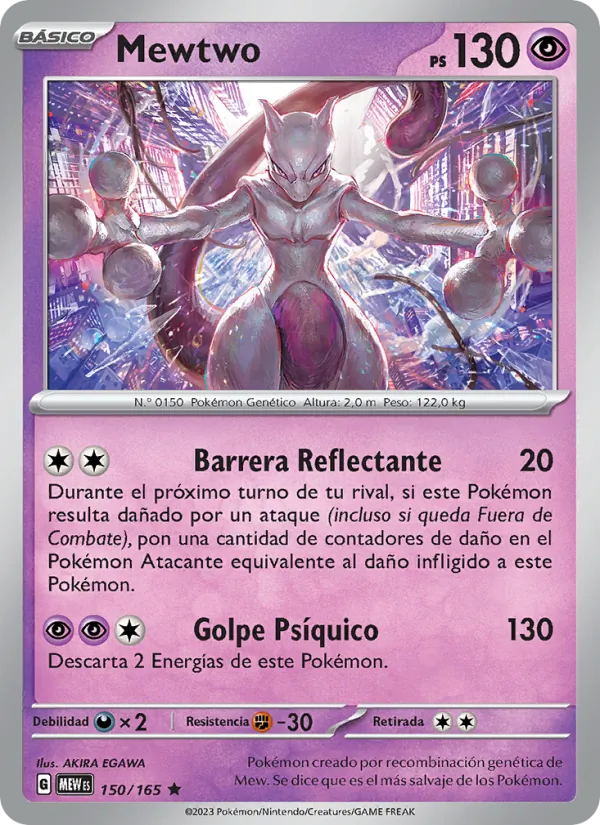 BÁSICO Mewtwo PS 130
N.º 0150 Pokémon Genético Altura: 2,0 m Peso: 122,0 kg
Barrera Reflectante 20
Durante el próximo turno de tu rival, si este Pokémon
resulta dañado por un ataque (incluso si queda Fuera de
Combate), pon una cantidad de contadores de daño en el
Pokémon Atacante equivalente al daño infligido a este
Pokémon.
Golpe Psíquico 130
Descarta 2 Energías de este Pokémon.
Debilidad ×2 Resistencia -30 Retirada
Ilus. AKIRA EGAWA
Pokémon creado por recombinación genética de
Mew. Se dice que es el más salvaje de los Pokémon.
G MEW ES 150/165
©2023 Pokémon/Nintendo/Creatures/GAME FREAK